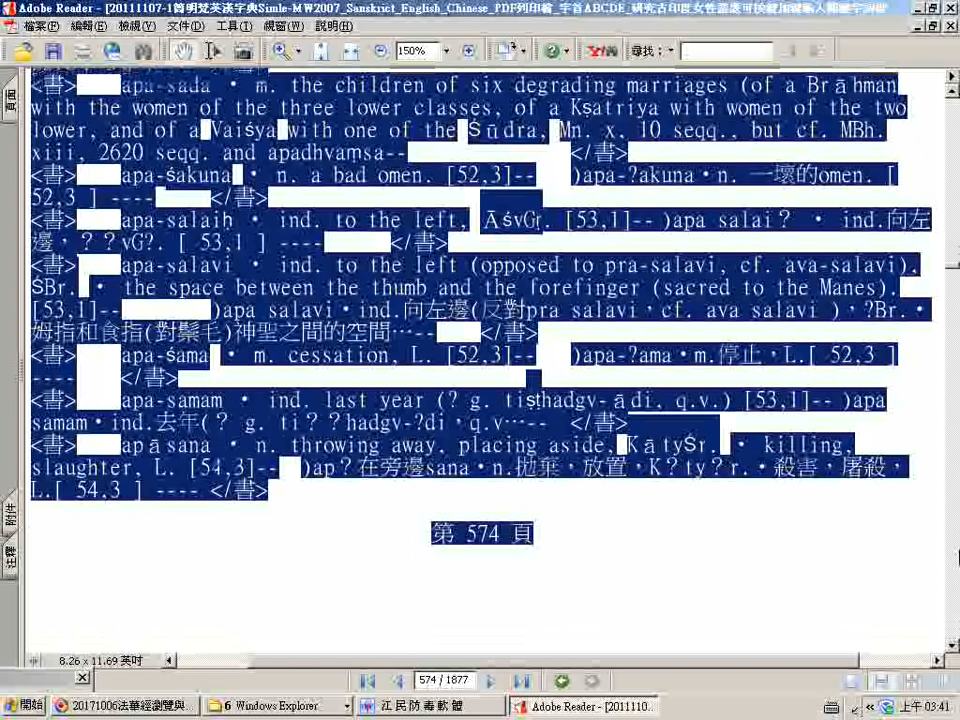 Adobe Reader - [20111107-1簡明梵英漢字典Simle-MW2007_Sanskrict_English_Chinese_PDF列印檔_字首ABCDE_研究古印度女性
檔案(F) 編輯(E) 檢視(V) 文件(D) 工具(T) 視窗(W) 說明(H)
150% 尋找:
頁面
<書> apa-sada • m. the children of six degrading marriages (of a Brāhman
with the women of the three lower classes, of a Kṣatriya with women of the two
lower, and of a Vaiśya with one of the Śūdra, Mn. x, 10 seqq., but cf. MBh.
xiii, 2620 seqq. and apadhvaṃsa-- </書>
<書> apa-śakuna • n. a bad omen. [52,3]-- )apa-?akuna•n. 一壞的omen. [
52,3 ] ---- </書>
<書> apa-salaiḥ • ind. to the left, ĀśvGṛ. [53,1]-- )apa salai? • ind.向左
邊，??vG?. [ 53,1 ] ---- </書>
<書> apa-salavi • ind. to the left (opposed to pra-salavi, cf. ava-salavi),
ŚBr. • the space between the thumb and the forefinger (sacred to the Manes).
[53,1]-- )apa salavi•ind.向左邊(反對pra salavi，cf. ava salavi )，?Br.•
姆指和食指(對鬃毛)神聖之間的空間…-- </書>
<書> apa-śama • m. cessation, L. [52,3]-- )apa-?ama•m.停止，L.[ 52,3 ]
---- </書>
<書> apa-samam • ind. last year (? g. tiṣṭhadgv-ādi, q.v.) [53,1]-- )apa
samam•ind.去年(? g. ti??hadgv-?di，q.v…-- </書>
<書> apāsana • n. throwing away, placing aside, KātyŚr. • killing,
slaughter, L. [54,3]-- )ap?在旁邊sana•n.拋棄，放置，K?ty?r.•殺害，屠殺，
L.[ 54,3 ] ---- </書>
附件
注釋
第 574 頁
8.26 x 11.69 英吋
574 / 1877
開始 20171006法華經瀏覽與... 6 Windows Explorer 江民防毒軟體 Adobe Reader - [2011110... 上午 03:41